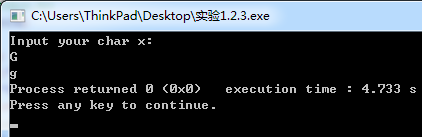 C:\Users\ThinkPad\Desktop\实验1.2.3.exe
Input your char x:
G
g
Process returned 0 (0x0)   execution time : 4.733 s
Press any key to continue.